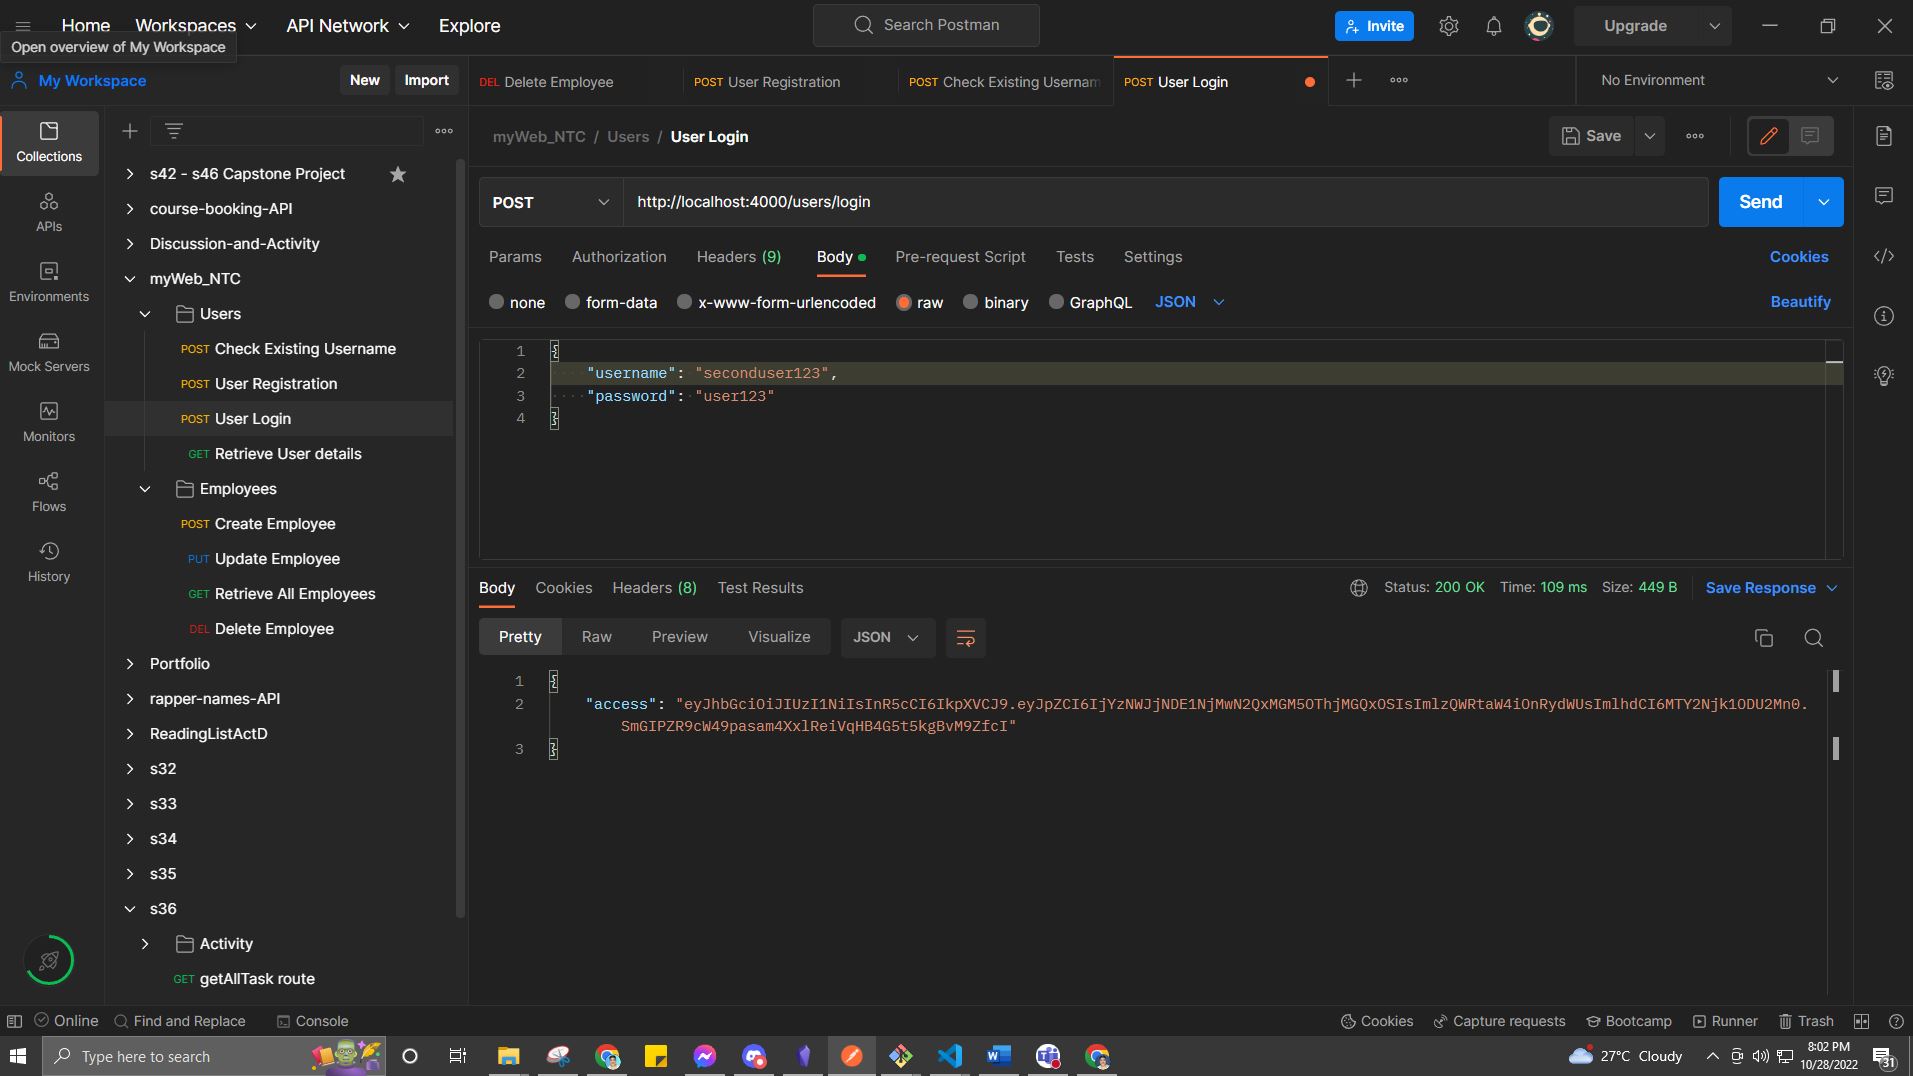 Home Workspaces API Network Explore Search Postman Invite Upgrade
Open overview of My Workspace
My Workspace New Import
DEL Delete Employee POST User Registration POST Check Existing Usernam POST User Login No Environment
Collections
APIs
Environments
Mock Servers
Monitors
Flows
History
s42 - s46 Capstone Project
course-booking-API
Discussion-and-Activity
myWeb_NTC
Users
POST Check Existing Username
POST User Registration
POST User Login
GET Retrieve User details
Employees
POST Create Employee
PUT Update Employee
GET Retrieve All Employees
DEL Delete Employee
Portfolio
rapper-names-API
ReadingListActD
s32
s33
s34
s35
s36
Activity
GET getAllTask route
myWeb_NTC / Users / User Login Save
POST http://localhost:4000/users/login Send
Params Authorization Headers (9) Body Pre-request Script Tests Settings Cookies
none form-data x-www-form-urlencoded raw binary GraphQL JSON Beautify
1 {
2 "username": "seconduser123",
3 "password": "user123"
4 }
Body Cookies Headers (8) Test Results Status: 200 OK Time: 109 ms Size: 449 B Save Response
Pretty Raw Preview Visualize JSON
1 {
2 "access": "eyJhbGciOiJIUzI1NiIsInR5cCI6IkpXVCJ9.eyJpZCI6IjYzNWJjNDE1NjMwN2QxMGM5OThjMGQxOSIsImlzQWRtaW4iOnRydWUsImlhdCI6MTY2Njk1ODU2Mn0.
SmGIPZR9cW49pasam4XxlReiVqHB4G5t5kgBvM9ZfcI"
3 }
Online Find and Replace Console Cookies Capture requests Bootcamp Runner Trash
Type here to search 27°C Cloudy 8:02 PM
10/28/2022 31